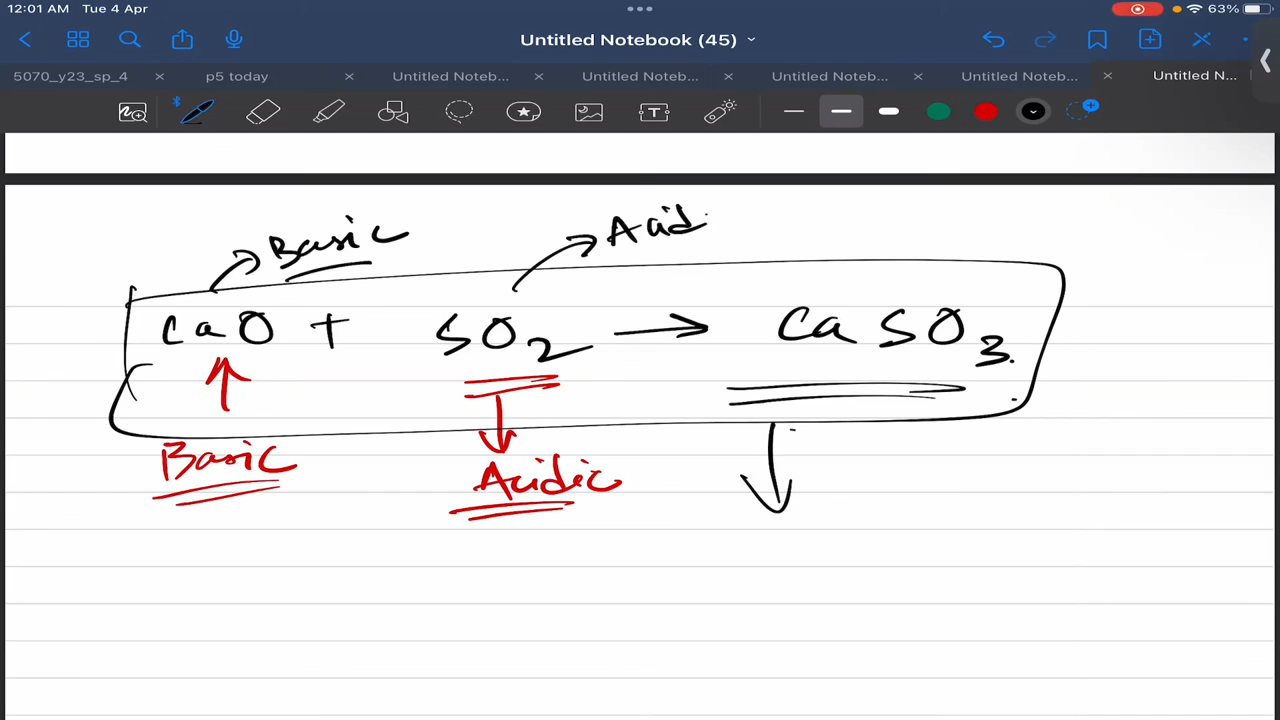 12:01 AM Tue 4 Apr
63%
Untitled Notebook (45)
5070_y23_sp_4
p5 today
Untitled Noteb...
Untitled Noteb...
Untitled Noteb...
Untitled Noteb...
Untitled N...
T
Basic
Acid
CaO + SO2 → CaSO3.
Basic
Acidic